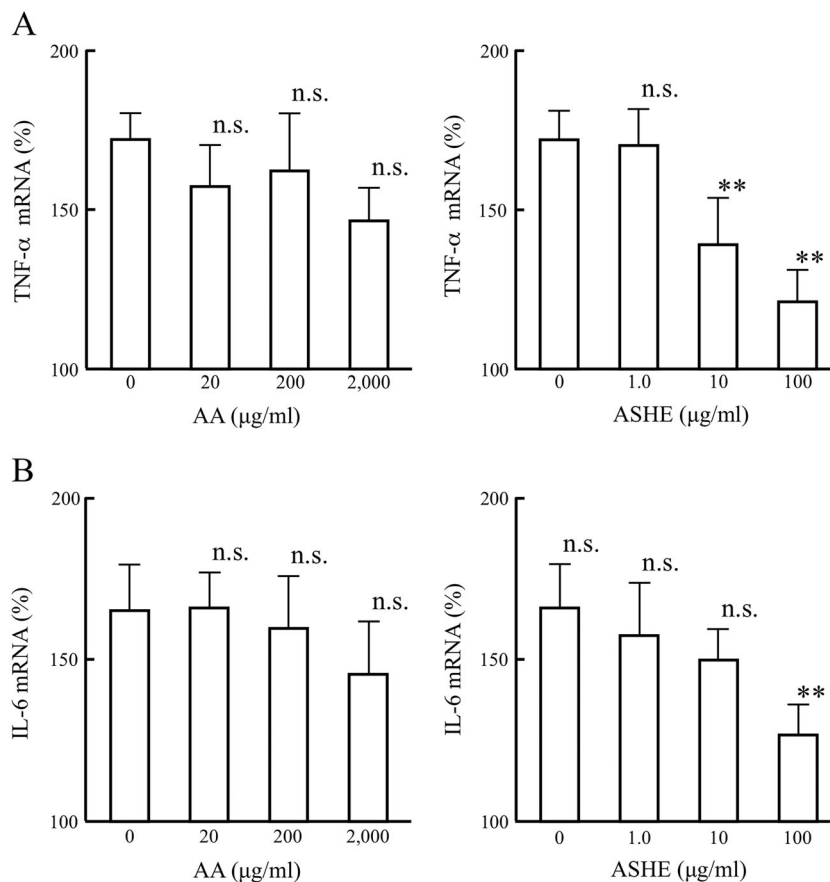 A
TNF-α mRNA (%)
200
150
100
n.s.
n.s.
n.s.
0 20 200 2,000
AA (μg/ml)
TNF-α mRNA (%)
200
150
100
n.s.
**
**
0 1.0 10 100
ASHE (μg/ml)
B
IL-6 mRNA (%)
200
150
100
n.s.
n.s.
n.s.
0 20 200 2,000
AA (μg/ml)
IL-6 mRNA (%)
200
150
100
n.s.
n.s.
n.s.
**
0 1.0 10 100
ASHE (μg/ml)